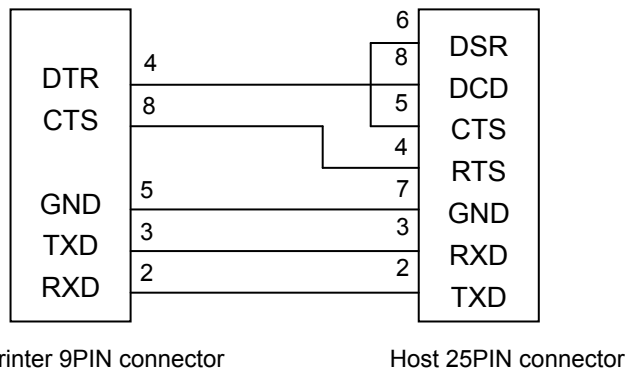 DTR
CTS
GND
TXD
RXD
4
8
5
3
2
6
8
5
4
7
3
2
DSR
DCD
CTS
RTS
GND
RXD
TXD
rinter 9PIN connector
Host 25PIN connector